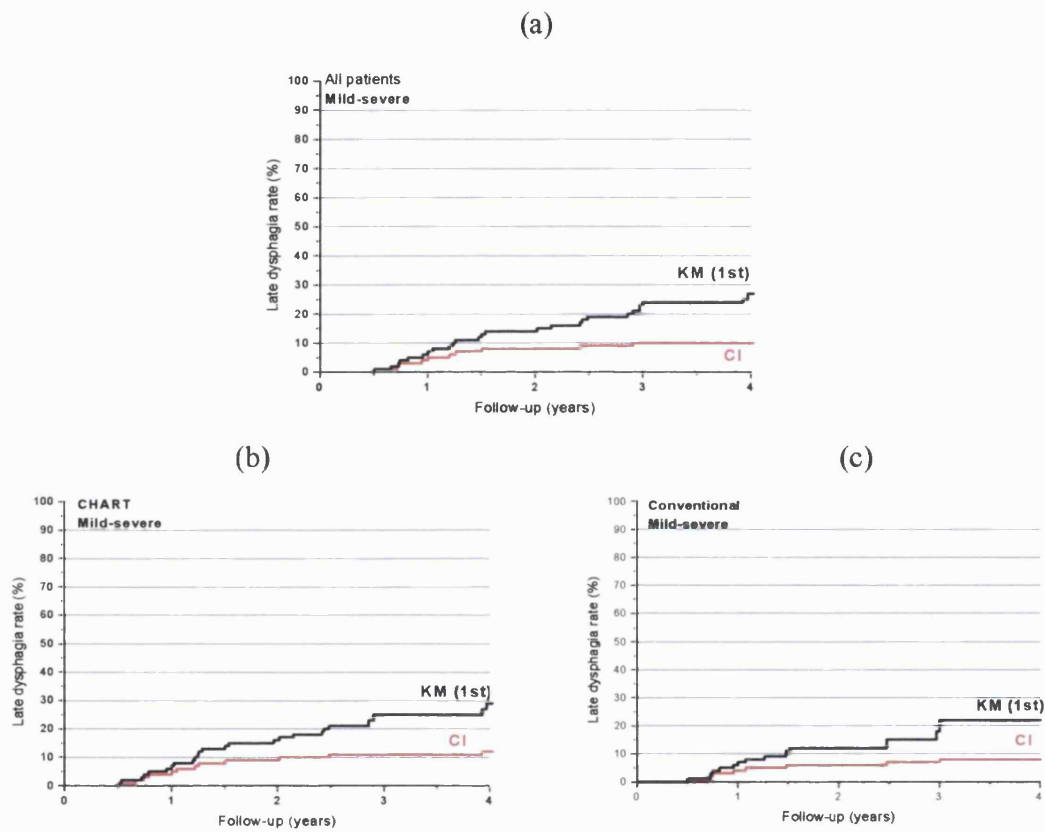 (a)
All patients
Mild-severe
100
90
80
70
60
50
40
30
20
10
0
Late dysphagia rate (%)
KM (1st)
CI
0 1 2 3 4
Follow-up (years)
(b)
CHART
Mild-severe
100
90
80
70
60
50
40
30
20
10
0
Late dysphagia rate (%)
KM (1st)
CI
0 1 2 3 4
Follow-up (years)
(c)
Conventional
Mild-severe
100
90
80
70
60
50
40
30
20
10
0
Late dysphagia rate (%)
KM (1st)
CI
0 1 2 3 4
Follow-up (years)